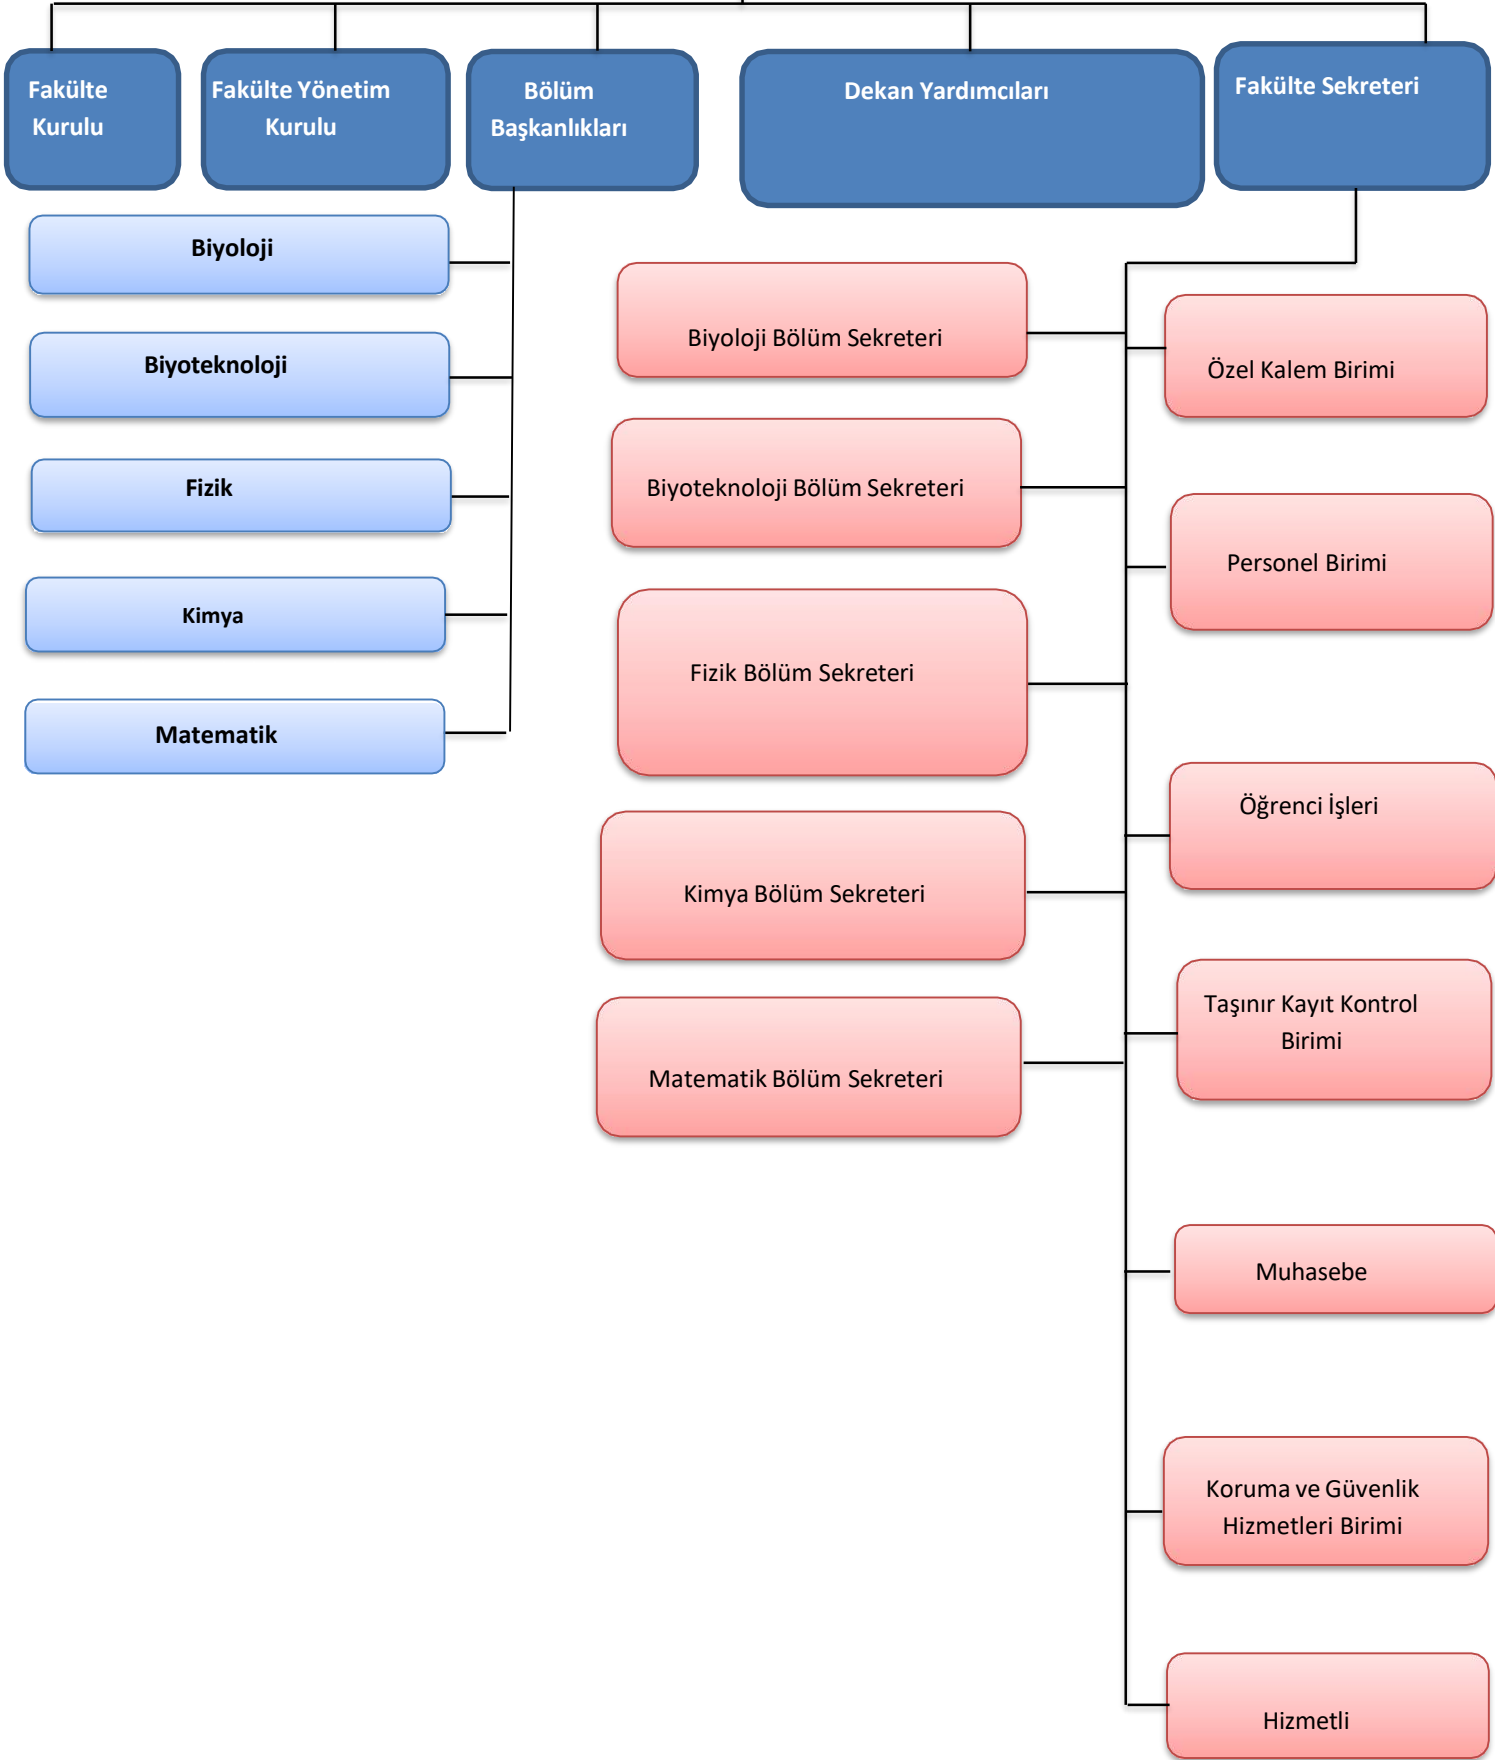 Fakülte
Kurulu
Fakülte Yönetim
Kurulu
Bölüm
Başkanlıkları
Dekan Yardımcıları
Fakülte Sekreteri
Biyoloji
Biyoteknoloji
Fizik
Kimya
Matematik
Biyoloji Bölüm Sekreteri
Biyoteknoloji Bölüm Sekreteri
Fizik Bölüm Sekreteri
Kimya Bölüm Sekreteri
Matematik Bölüm Sekreteri
Özel Kalem Birimi
Personel Birimi
Öğrenci İşleri
Taşınır Kayıt Kontrol
Birimi
Muhasebe
Koruma ve Güvenlik
Hizmetleri Birimi
Hizmetli